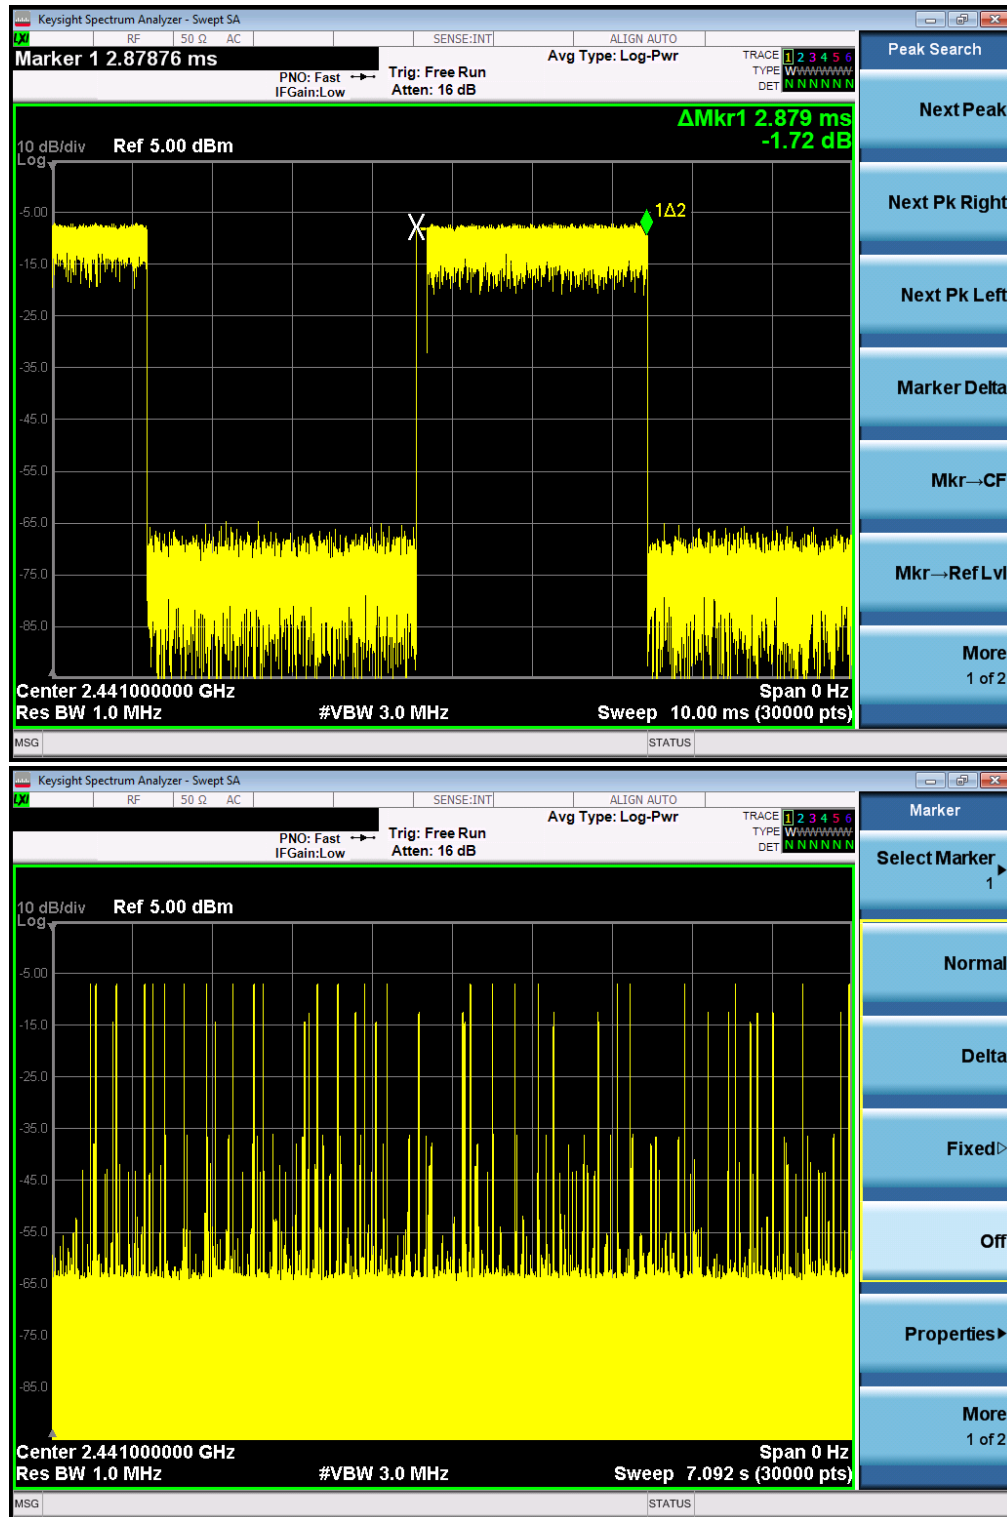 Keysight Spectrum Analyzer - Swept SA
LXI RF 50 Ω AC SENSE:INT ALIGN AUTO
Marker 1 2.87876 ms
PNO: Fast
IFGain:Low
Trig: Free Run
Atten: 16 dB
Avg Type: Log-Pwr
TRACE 1 2 3 4 5 6
TYPE WWWWWW
DET N N N N N N
Peak Search
ΔMkr1 2.879 ms
-1.72 dB
10 dB/div Ref 5.00 dBm
Log
1Δ2
-5.00
-15.0
-25.0
-35.0
-45.0
-55.0
-65.0
-75.0
-85.0
Center 2.441000000 GHz Span 0 Hz
Res BW 1.0 MHz #VBW 3.0 MHz Sweep 10.00 ms (30000 pts)
MSG STATUS
Next Peak
Next Pk Right
Next Pk Left
Marker Delta
Mkr→CF
Mkr→Ref Lvl
More
1 of 2
Keysight Spectrum Analyzer - Swept SA
LXI RF 50 Ω AC SENSE:INT ALIGN AUTO
PNO: Fast
IFGain:Low
Trig: Free Run
Atten: 16 dB
Avg Type: Log-Pwr
TRACE 1 2 3 4 5 6
TYPE WWWWWW
DET N N N N N N
Marker
10 dB/div Ref 5.00 dBm
Log
-5.00
-15.0
-25.0
-35.0
-45.0
-55.0
-65.0
-75.0
-85.0
Center 2.441000000 GHz Span 0 Hz
Res BW 1.0 MHz #VBW 3.0 MHz Sweep 7.092 s (30000 pts)
MSG STATUS
Select Marker
1
Normal
Delta
Fixed
Off
Properties
More
1 of 2